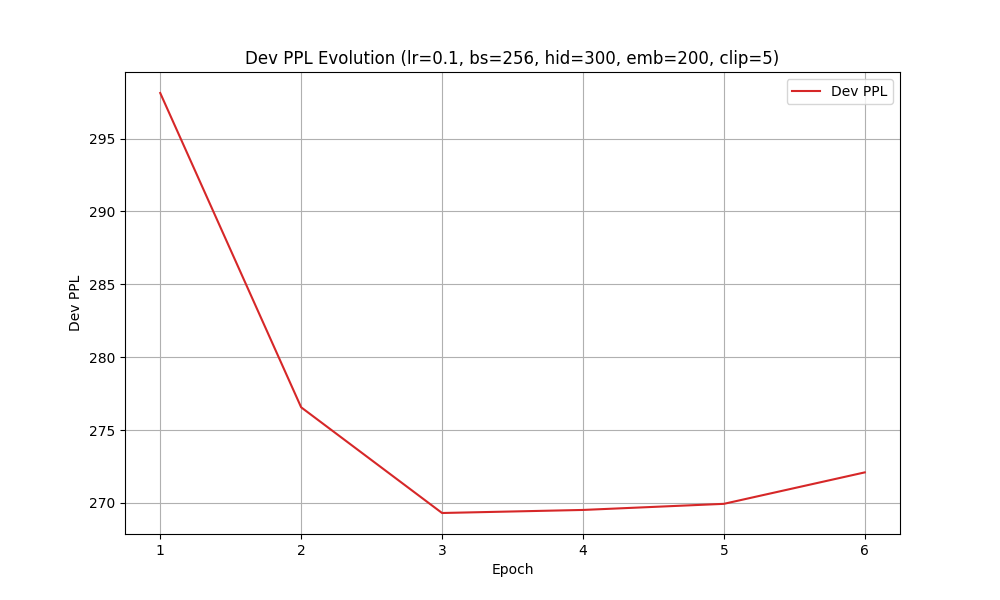 Dev PPL Evolution (lr=0.1, bs=256, hid=300, emb=200, clip=5)
Dev PPL
295
290
285
280
275
270
Dev PPL
1 2 3 4 5 6
Epoch